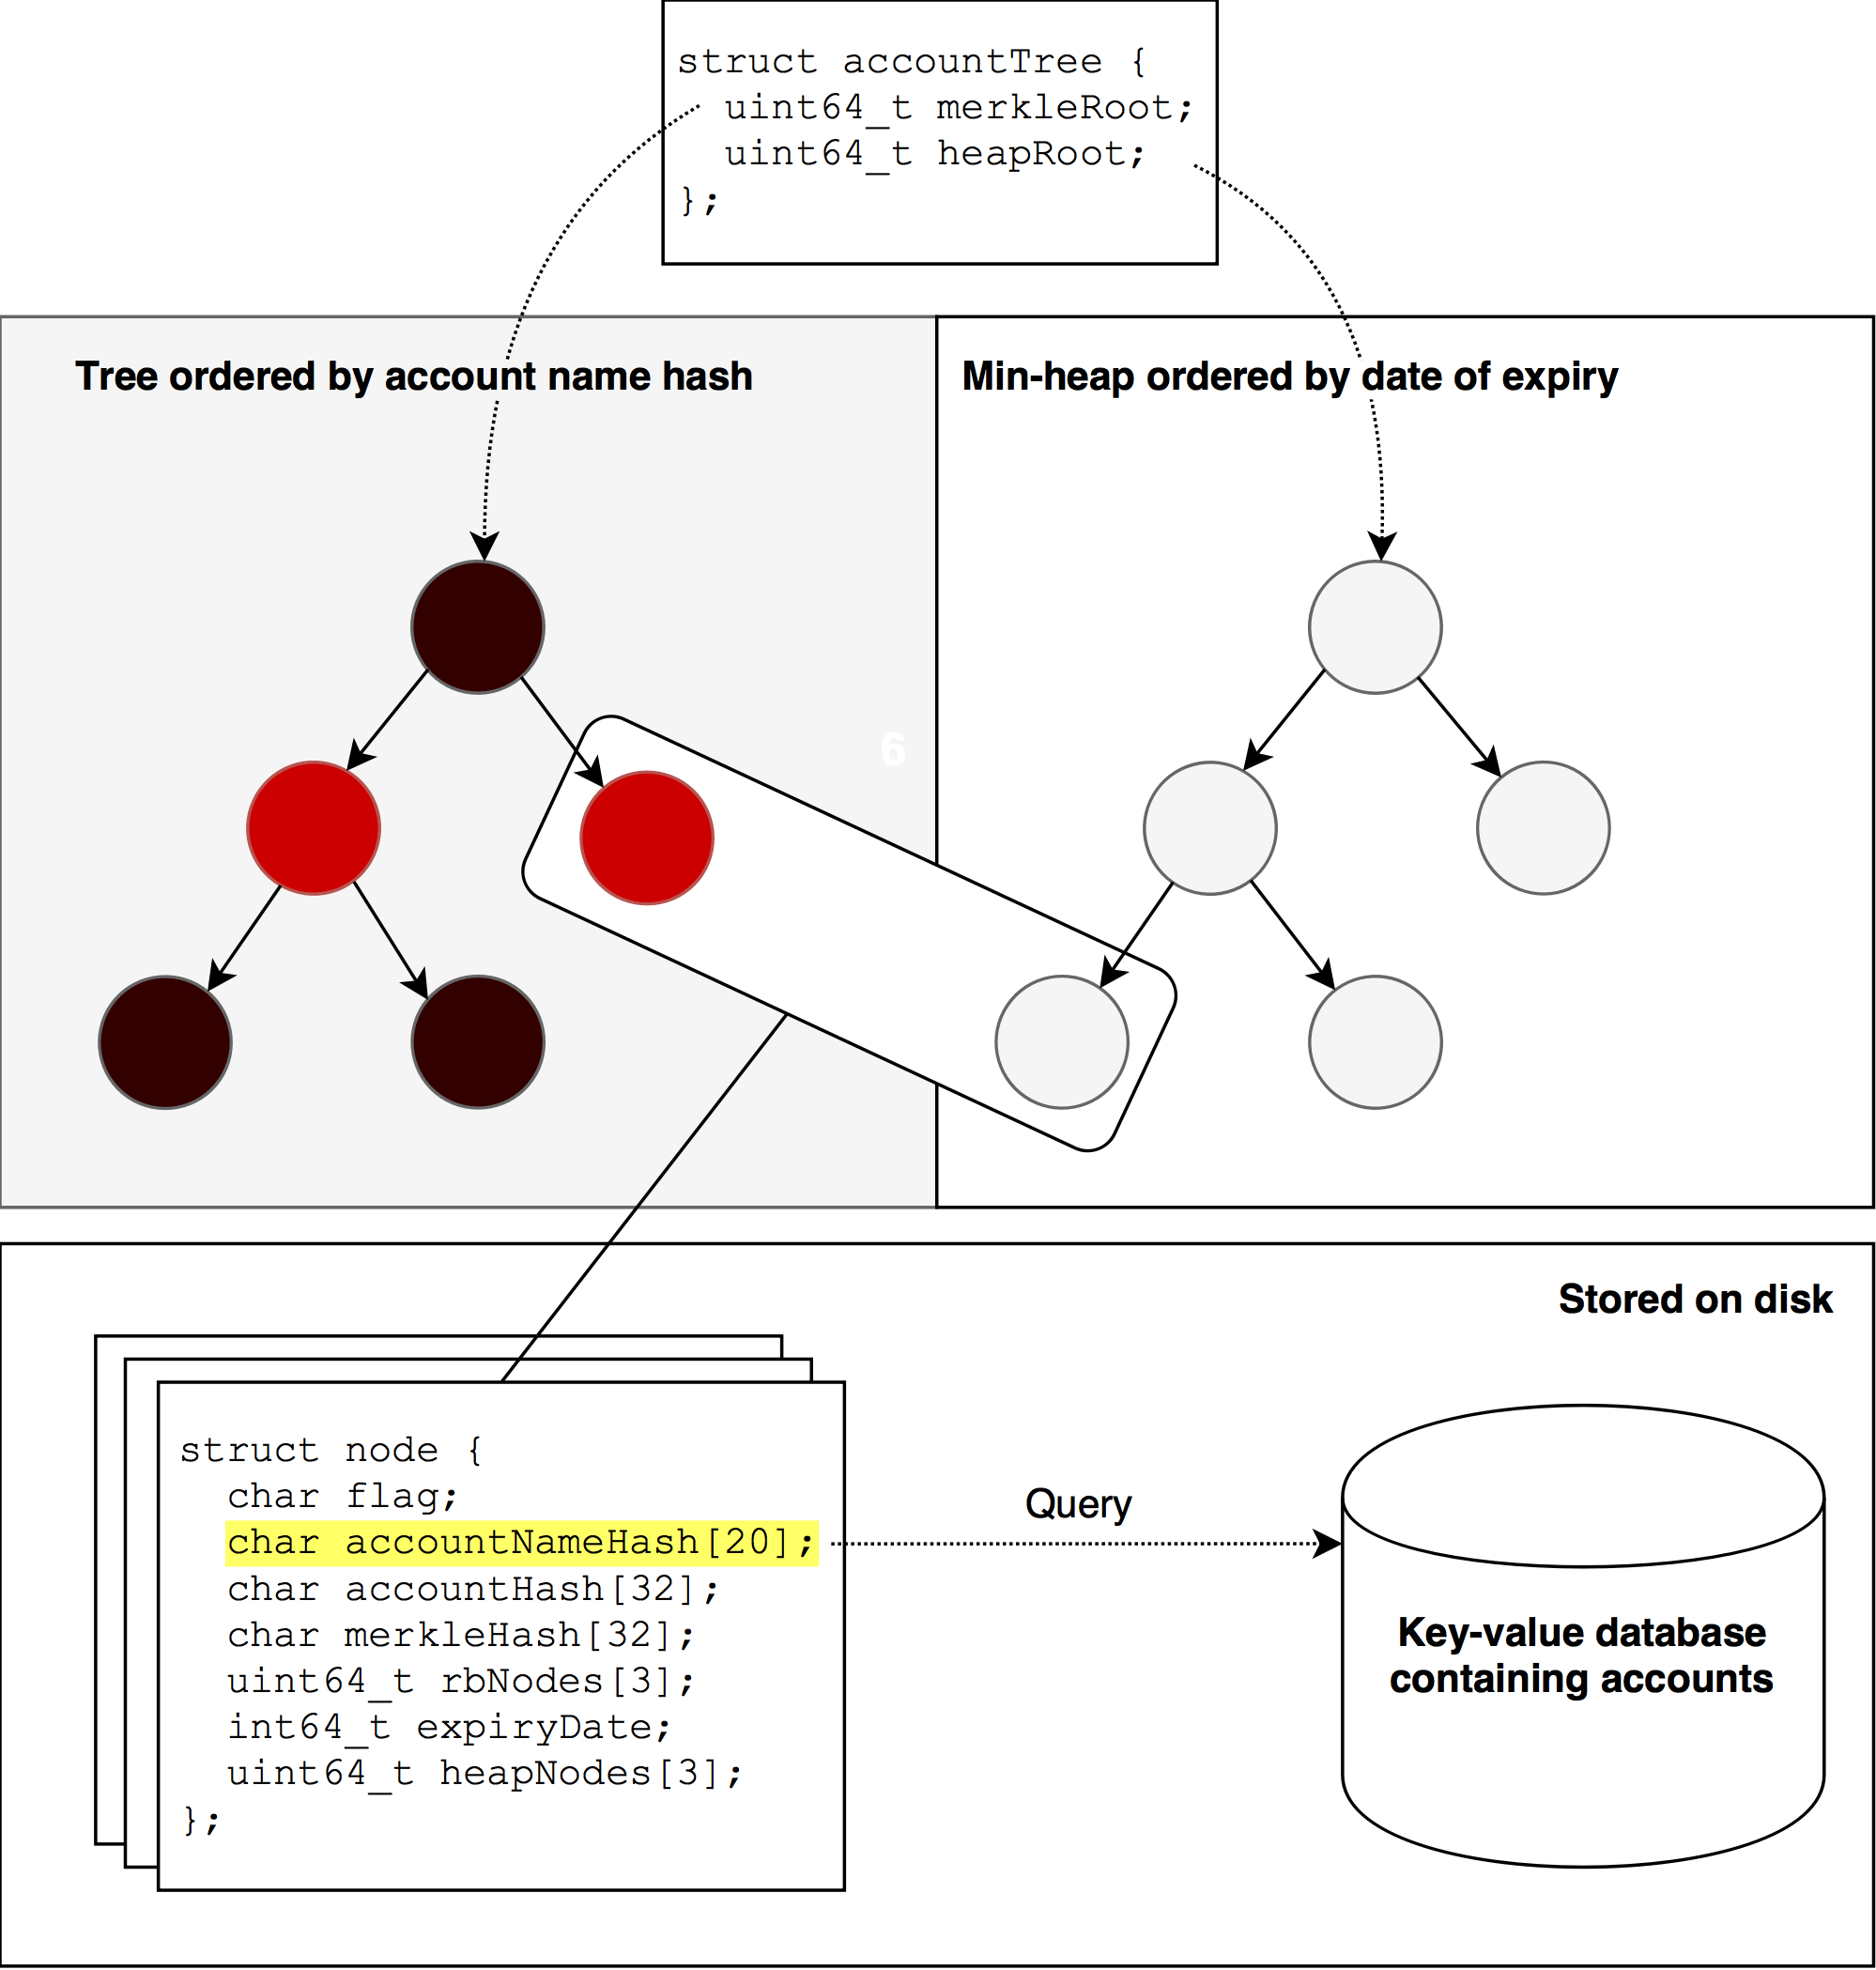 struct accountTree {
uint64_t merkleRoot;
uint64_t heapRoot;
};
Tree ordered by account name hash
Min-heap ordered by date of expiry
6
Stored on disk
struct node {
char flag;
char accountNameHash[20];
char accountHash[32];
char merkleHash[32];
uint64_t rbNodes[3];
int64_t expiryDate;
uint64_t heapNodes[3];
};
Query
Key-value database
containing accounts